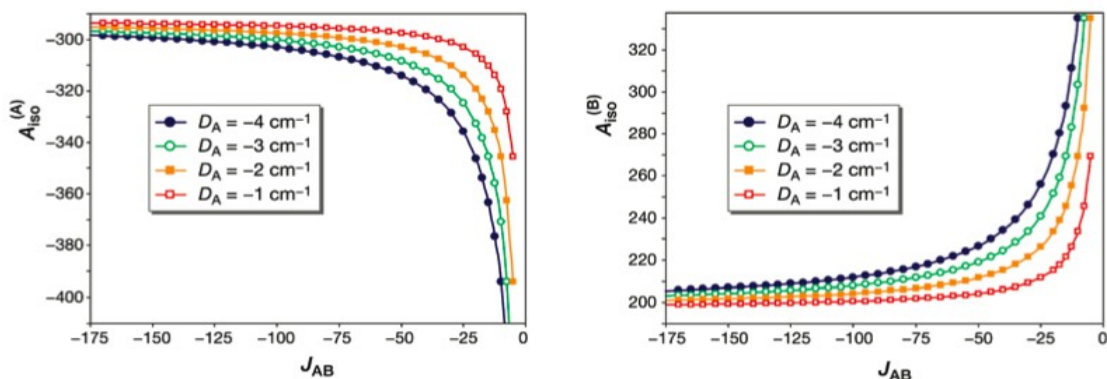 −300
−320
−340
−360
−380
−400
A_iso^(A)
D_A = −4 cm⁻¹
D_A = −3 cm⁻¹
D_A = −2 cm⁻¹
D_A = −1 cm⁻¹
−175 −150 −125 −100 −75 −50 −25 0
J_AB
320
300
280
260
240
220
200
A_iso^(B)
D_A = −4 cm⁻¹
D_A = −3 cm⁻¹
D_A = −2 cm⁻¹
D_A = −1 cm⁻¹
−175 −150 −125 −100 −75 −50 −25 0
J_AB